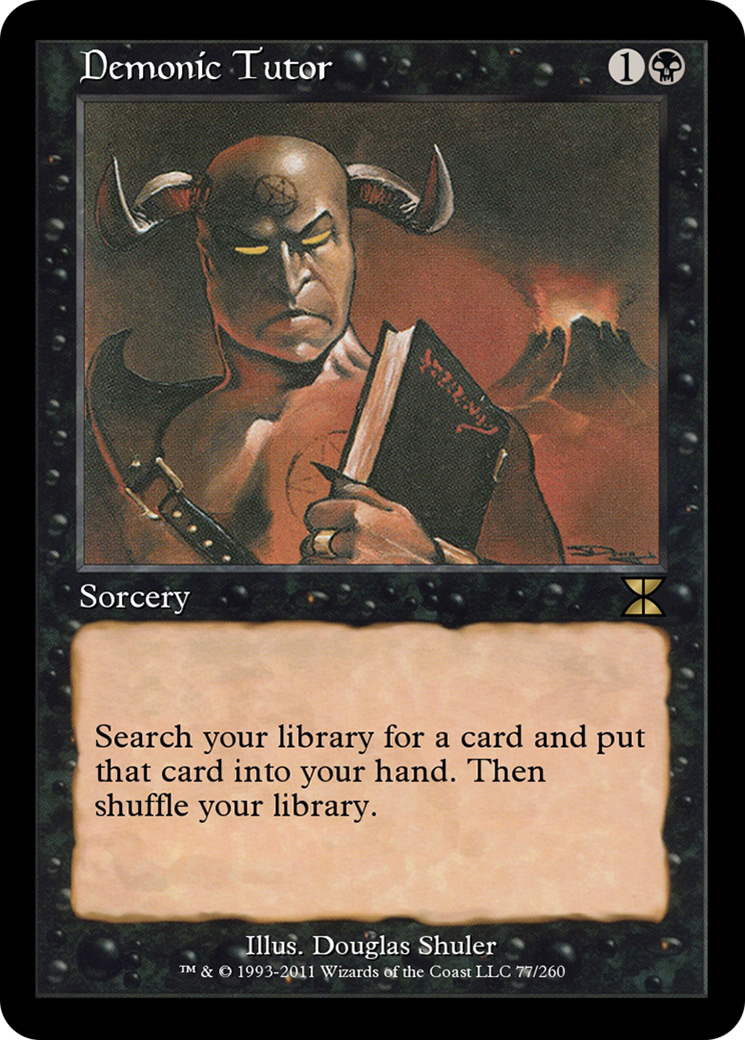 Demonic Tutor 1
Sorcery
Search your library for a card and put
that card into your hand. Then
shuffle your library.
Illus. Douglas Shuler
™ & © 1993-2011 Wizards of the Coast LLC 77/260